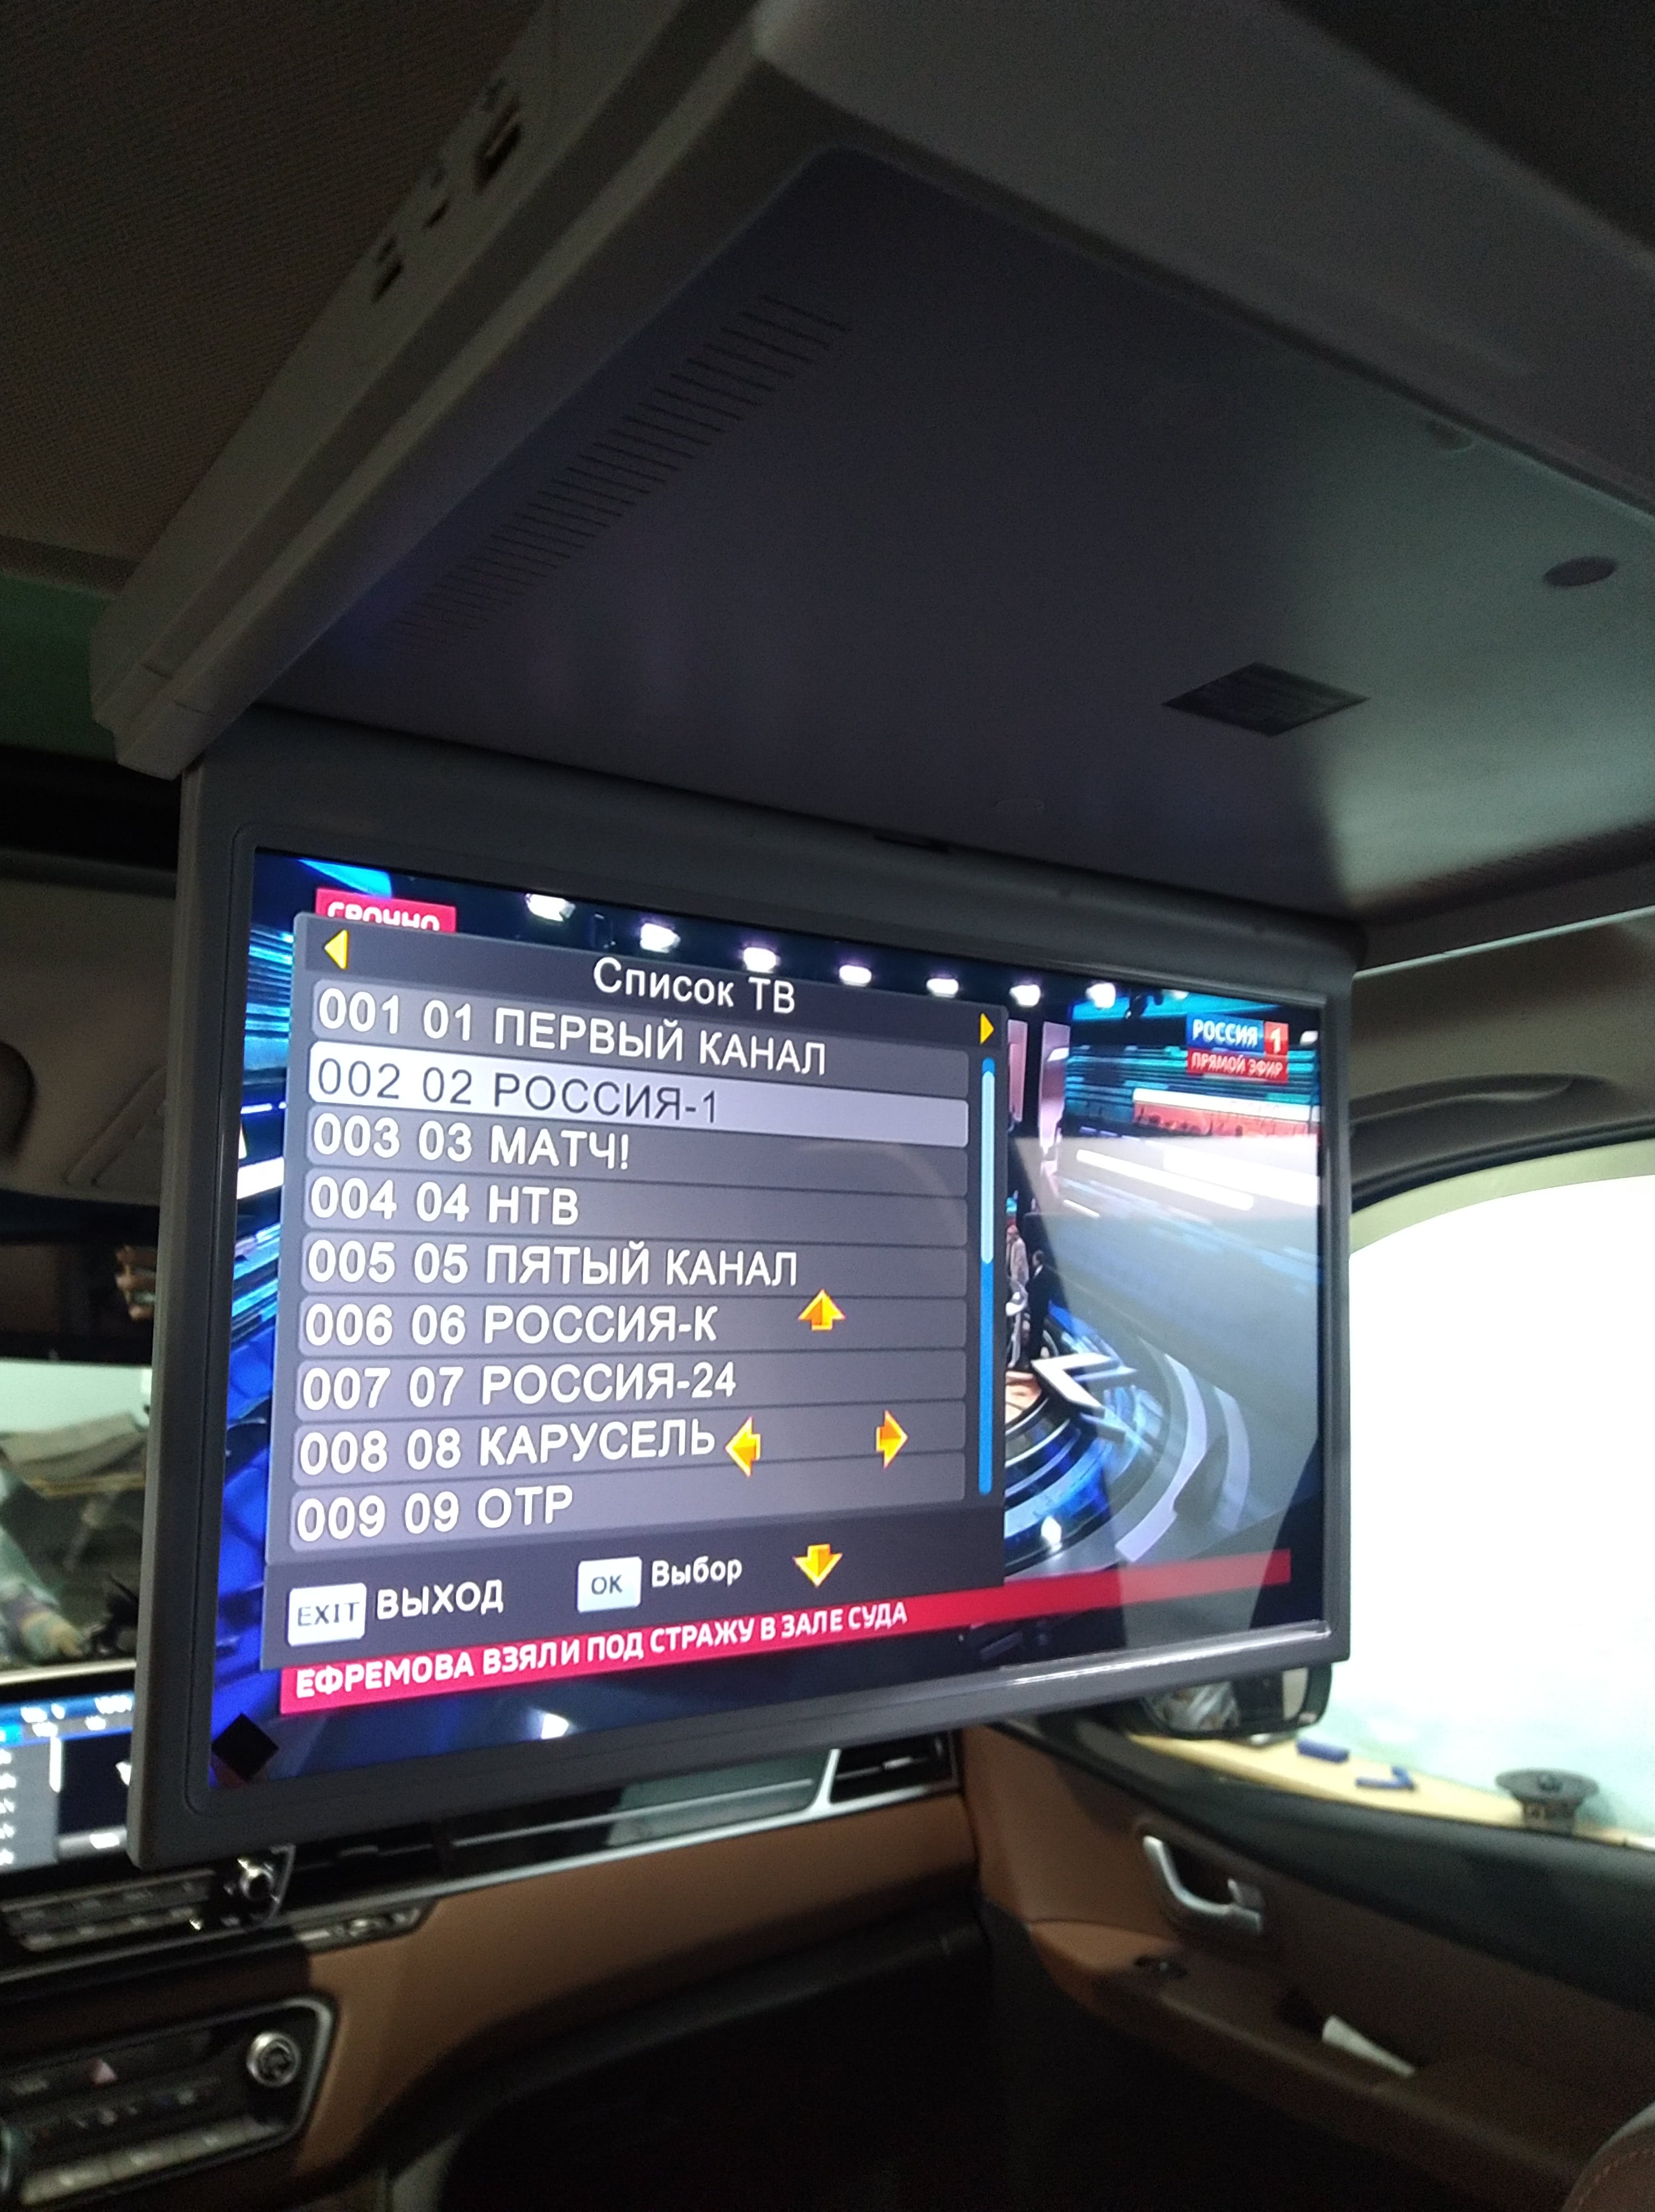 СРОЧНО
Список ТВ
001 01 ПЕРВЫЙ КАНАЛ
002 02 РОССИЯ-1
003 03 МАТЧ!
004 04 НТВ
005 05 ПЯТЫЙ КАНАЛ
006 06 РОССИЯ-К
007 07 РОССИЯ-24
008 08 КАРУСЕЛЬ
009 09 ОТР
EXIT ВЫХОД OK Выбор
РОССИЯ 1
ПРЯМОЙ ЭФИР
ЕФРЕМОВА ВЗЯЛИ ПОД СТРАЖУ В ЗАЛЕ СУДА